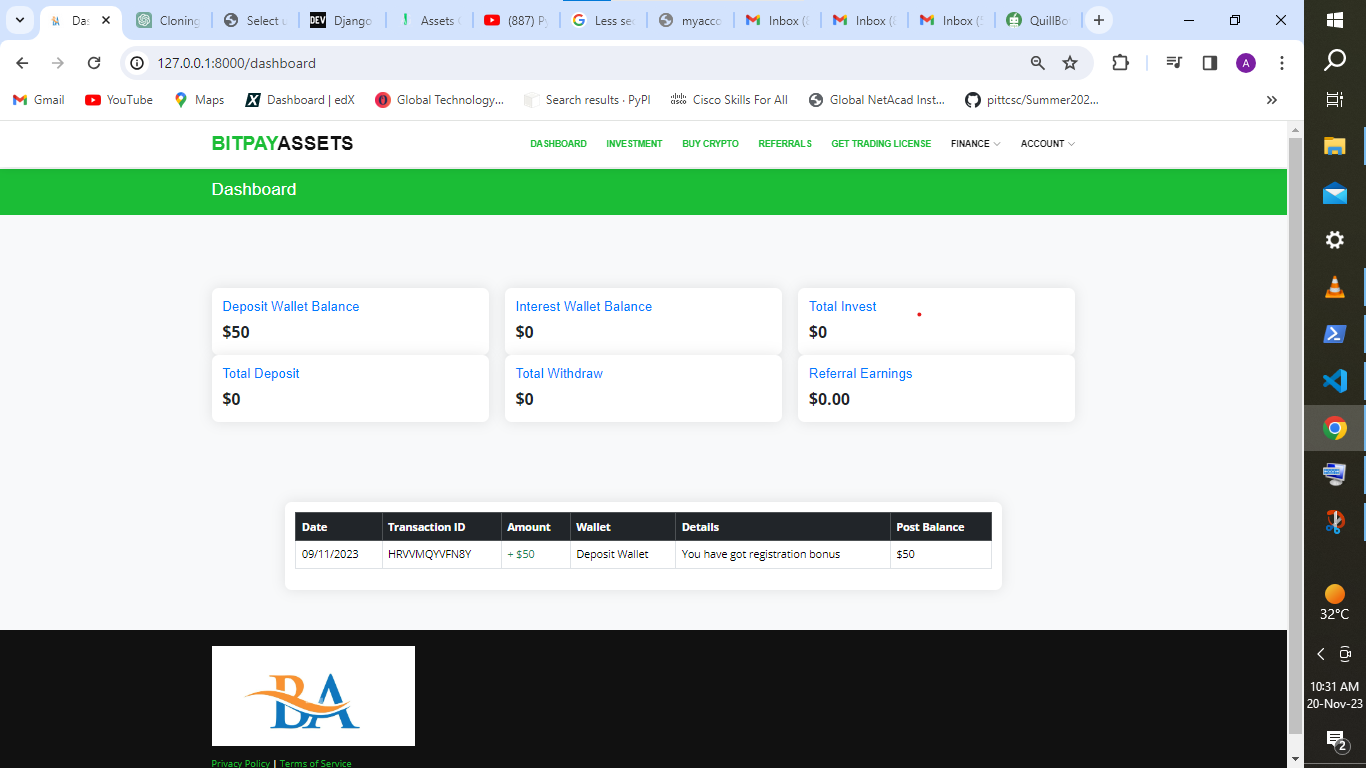 Das
Cloning
Select u
DEV Django
Assets
(887) Py
Less sec
myacco
Inbox (
Inbox (
Inbox (
QuillBo
127.0.0.1:8000/dashboard
A
Gmail YouTube Maps Dashboard | edX Global Technology... Search results · PyPI Cisco Skills For All Global NetAcad Inst... pittcsc/Summer202...
BITPAYASSETS DASHBOARD INVESTMENT BUY CRYPTO REFERRALS GET TRADING LICENSE FINANCE ACCOUNT
Dashboard
Deposit Wallet Balance Interest Wallet Balance Total Invest
$50 $0 $0
Total Deposit Total Withdraw Referral Earnings
$0 $0 $0.00
Date Transaction ID Amount Wallet Details Post Balance
09/11/2023 HRVVMQYVFN8Y + $50 Deposit Wallet You have got registration bonus $50
BA
Privacy Policy | Terms of Service
32°C
10:31 AM
20-Nov-23
2